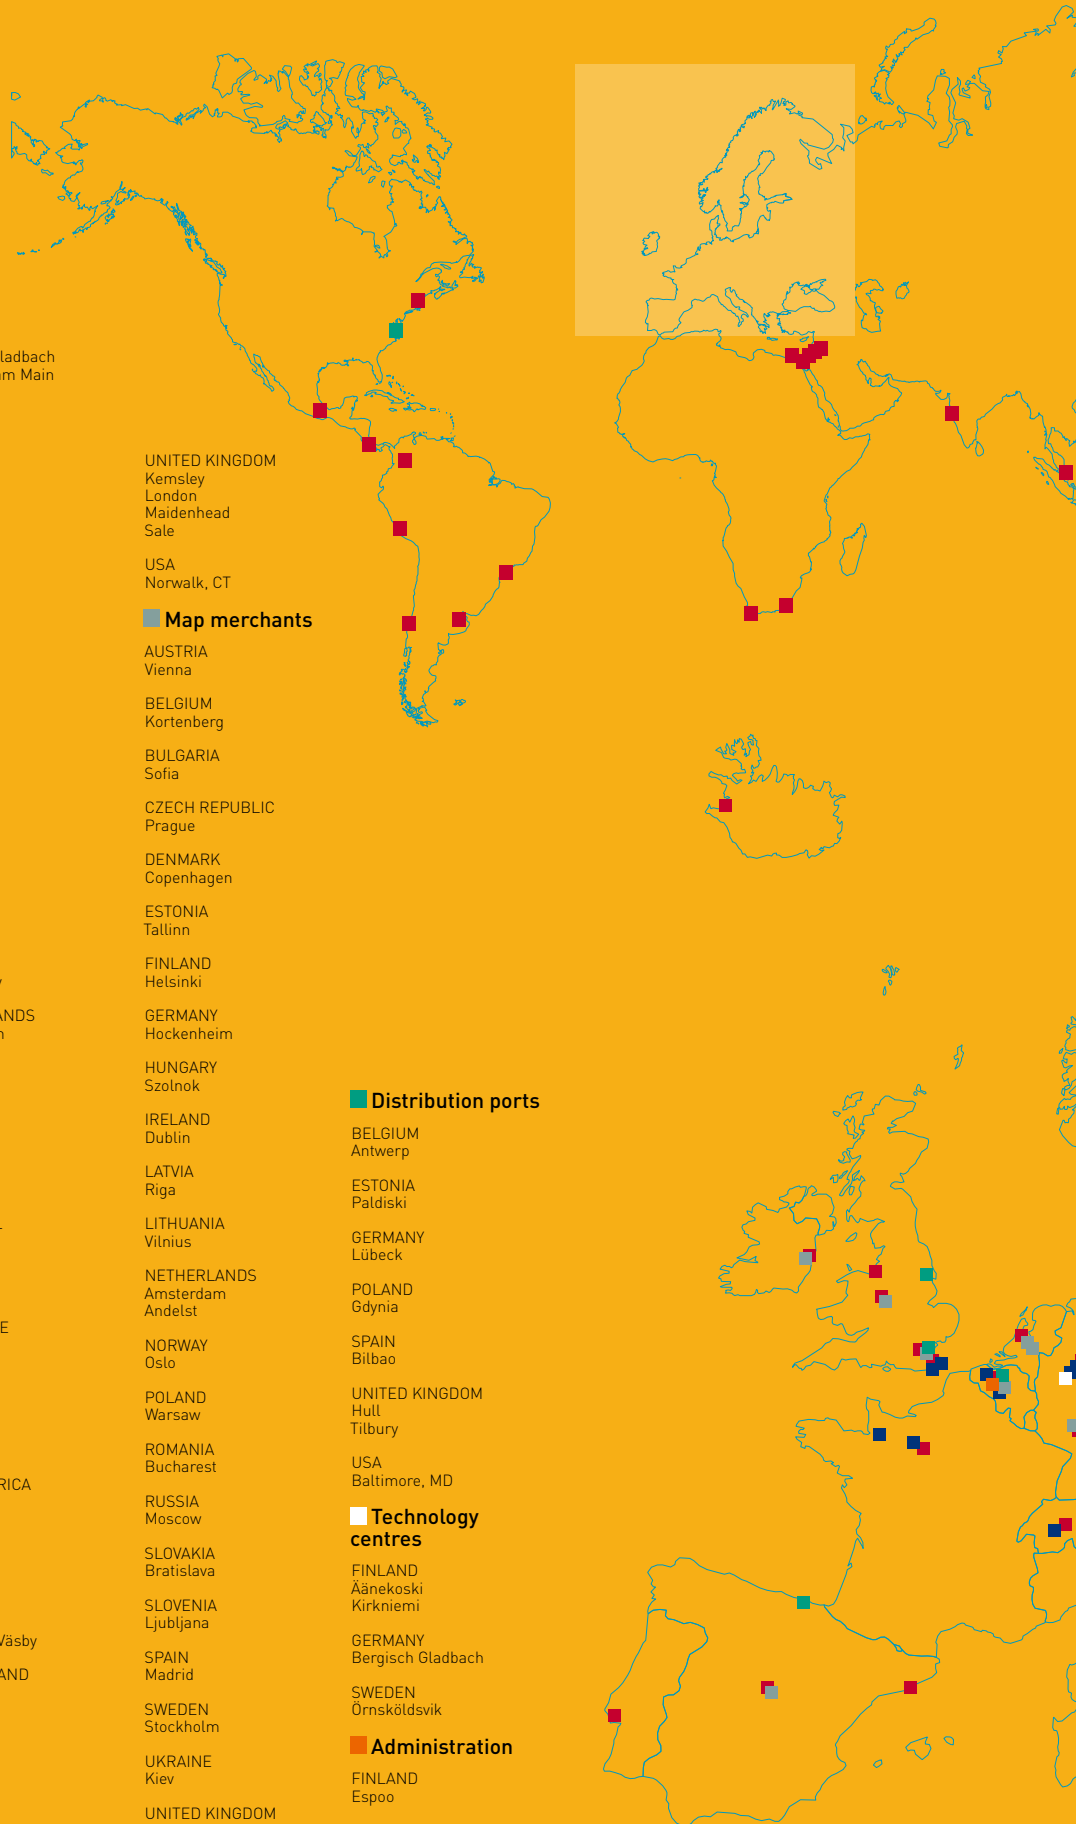 ladbach
am Main
ANDS
E
RICA
Väsby
AND
UNITED KINGDOM
Kemsley
London
Maidenhead
Sale
USA
Norwalk, CT
Map merchants
AUSTRIA
Vienna
BELGIUM
Kortenberg
BULGARIA
Sofia
CZECH REPUBLIC
Prague
DENMARK
Copenhagen
ESTONIA
Tallinn
FINLAND
Helsinki
GERMANY
Hockenheim
HUNGARY
Szolnok
IRELAND
Dublin
LATVIA
Riga
LITHUANIA
Vilnius
NETHERLANDS
Amsterdam
Andelst
NORWAY
Oslo
POLAND
Warsaw
ROMANIA
Bucharest
RUSSIA
Moscow
SLOVAKIA
Bratislava
SLOVENIA
Ljubljana
SPAIN
Madrid
SWEDEN
Stockholm
UKRAINE
Kiev
UNITED KINGDOM
Distribution ports
BELGIUM
Antwerp
ESTONIA
Paldiski
GERMANY
Lübeck
POLAND
Gdynia
SPAIN
Bilbao
UNITED KINGDOM
Hull
Tilbury
USA
Baltimore, MD
Technology
centres
FINLAND
Äänekoski
Kirkniemi
GERMANY
Bergisch Gladbach
SWEDEN
Örnsköldsvik
Administration
FINLAND
Espoo